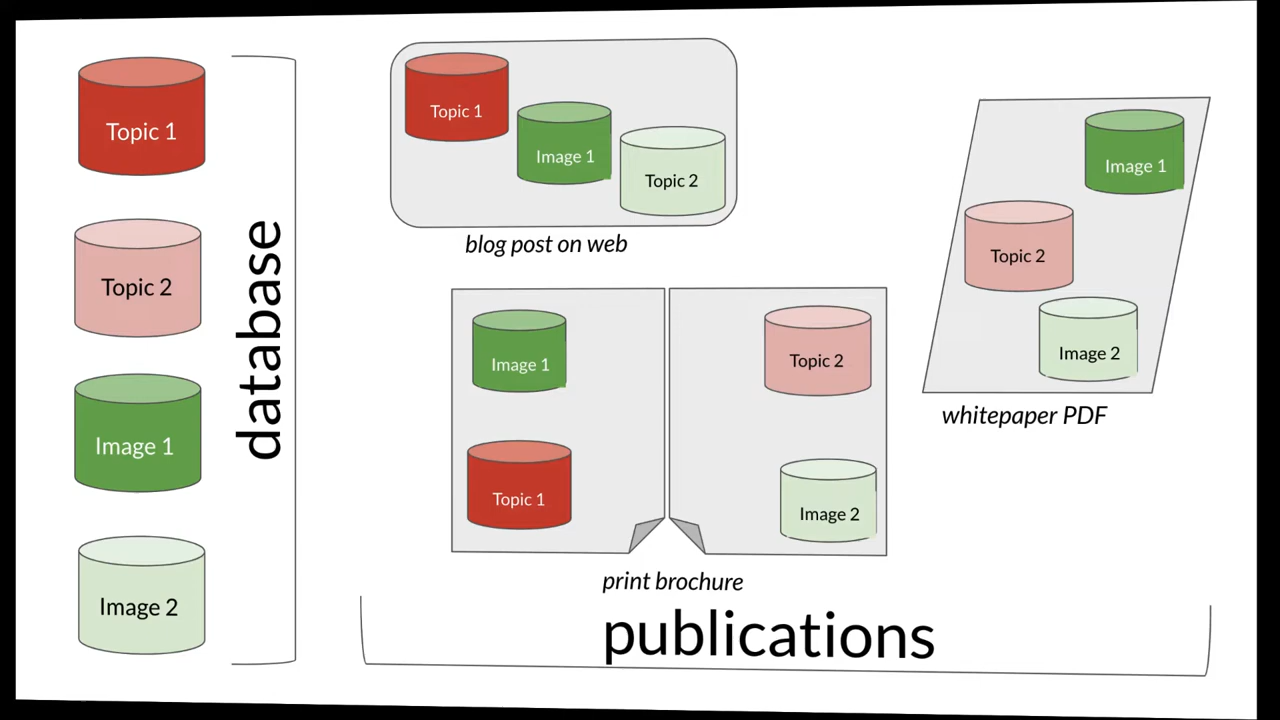 Topic 1
Topic 2
Image 1
Image 2
database
Topic 1
Image 1
Topic 2
blog post on web
Image 1
Topic 2
Image 2
whitepaper PDF
Image 1
Topic 2
Topic 1
Image 2
print brochure
publications